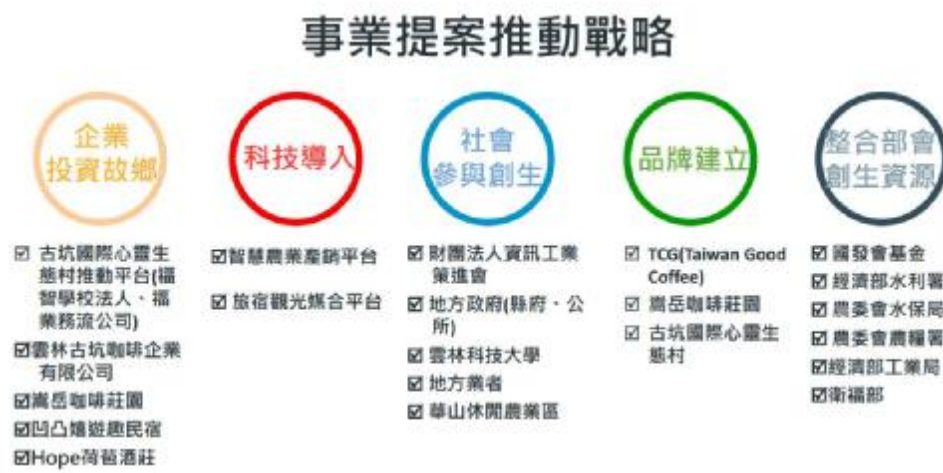 事業提案推動戰略
企業
投資故鄉
☑ 古坑國際心靈生
態村推動平台(福
智學校法人、福
業務流公司)
☑雲林古坑咖啡企業
有限公司
☑嵩岳咖啡莊園
☑凹凸嬉遊趣民宿
☑Hope荷苞酒莊
科技導入
☑智慧農業產銷平台
☑ 旅宿觀光媒合平台
社會
參與創生
☑ 財團法人資訊工業
策進會
☑ 地方政府(縣府、公
所)
☑ 雲林科技大學
☑ 地方業者
☑ 華山休閒農業區
品牌建立
☑ TCG(Taiwan Good
Coffee)
☑ 嵩岳咖啡莊園
☑ 古坑國際心靈生
態村
整合部會
創生資源
☑ 國發會基金
☑ 經濟部水利署
☑ 農委會水保局
☑ 農委會農糧署
☑經濟部工業局
☑衛福部